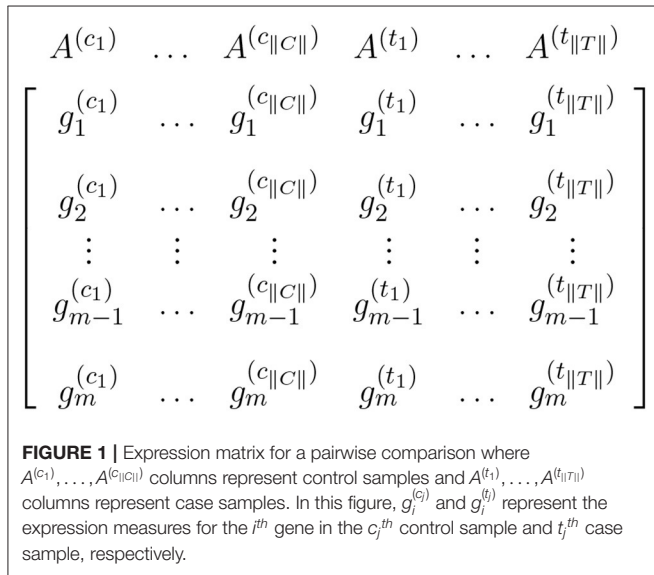 A^(c_1) … A^(c_‖C‖) A^(t_1) … A^(t_‖T‖)
g_1^(c_1) … g_1^(c_‖C‖) g_1^(t_1) … g_1^(t_‖T‖)
g_2^(c_1) … g_2^(c_‖C‖) g_2^(t_1) … g_2^(t_‖T‖)
⋮ ⋮ ⋮ ⋮ ⋮ ⋮
g_{m−1}^(c_1) … g_{m−1}^(c_‖C‖) g_{m−1}^(t_1) … g_{m−1}^(t_‖T‖)
g_m^(c_1) … g_m^(c_‖C‖) g_m^(t_1) … g_m^(t_‖T‖)
FIGURE 1 | Expression matrix for a pairwise comparison where
A^(c_1), . . . , A^(c_‖C‖) columns represent control samples and A^(t_1), . . . , A^(t_‖T‖)
columns represent case samples. In this figure, g_i^(c_j) and g_i^(t_j) represent the
expression measures for the i^th gene in the c_j^th control sample and t_j^th case
sample, respectively.